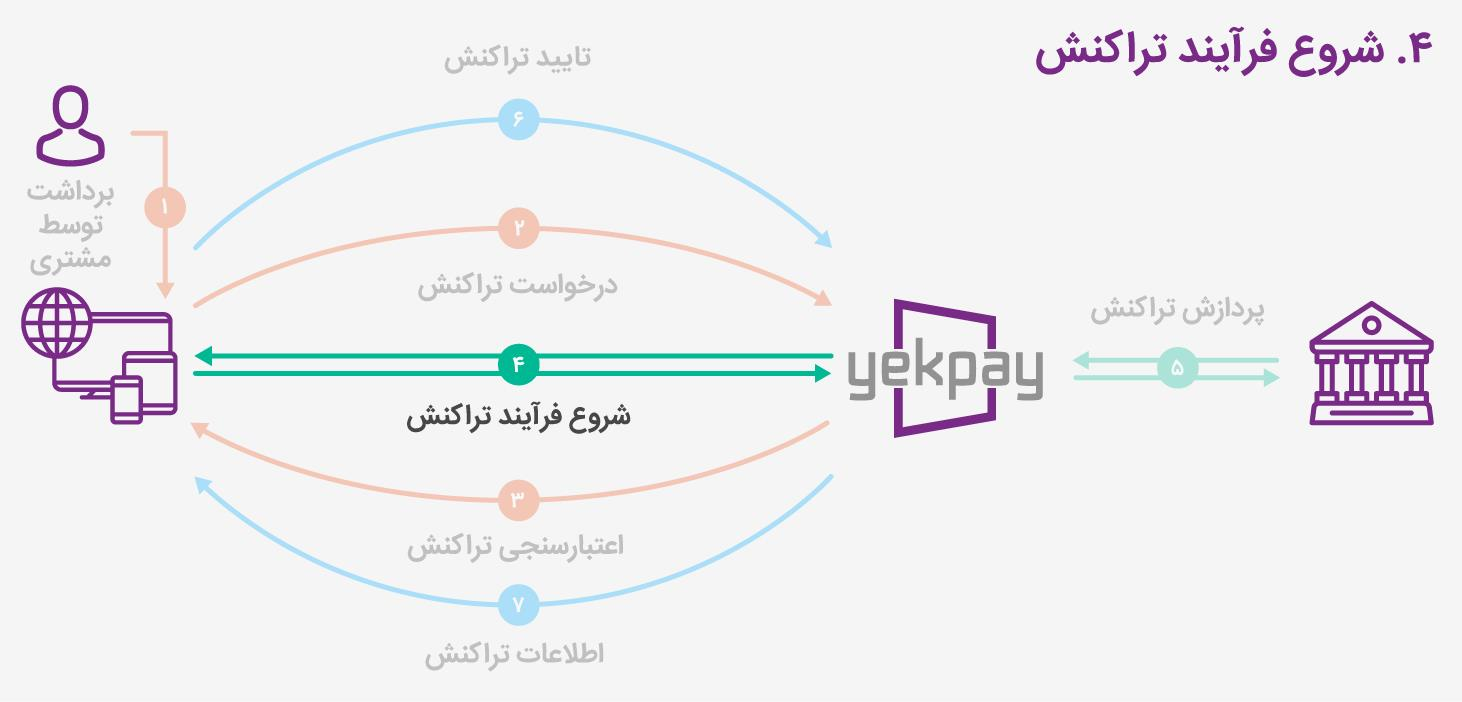 ۴. شروع فرآیند تراکنش
تایید تراکنش
۶
برداشت
توسط
مشتری
۱
۲
درخواست تراکنش
پردازش تراکنش
۴
۵
yekpay
شروع فرآیند تراکنش
۳
اعتبارسنجی تراکنش
۷
اطلاعات تراکنش